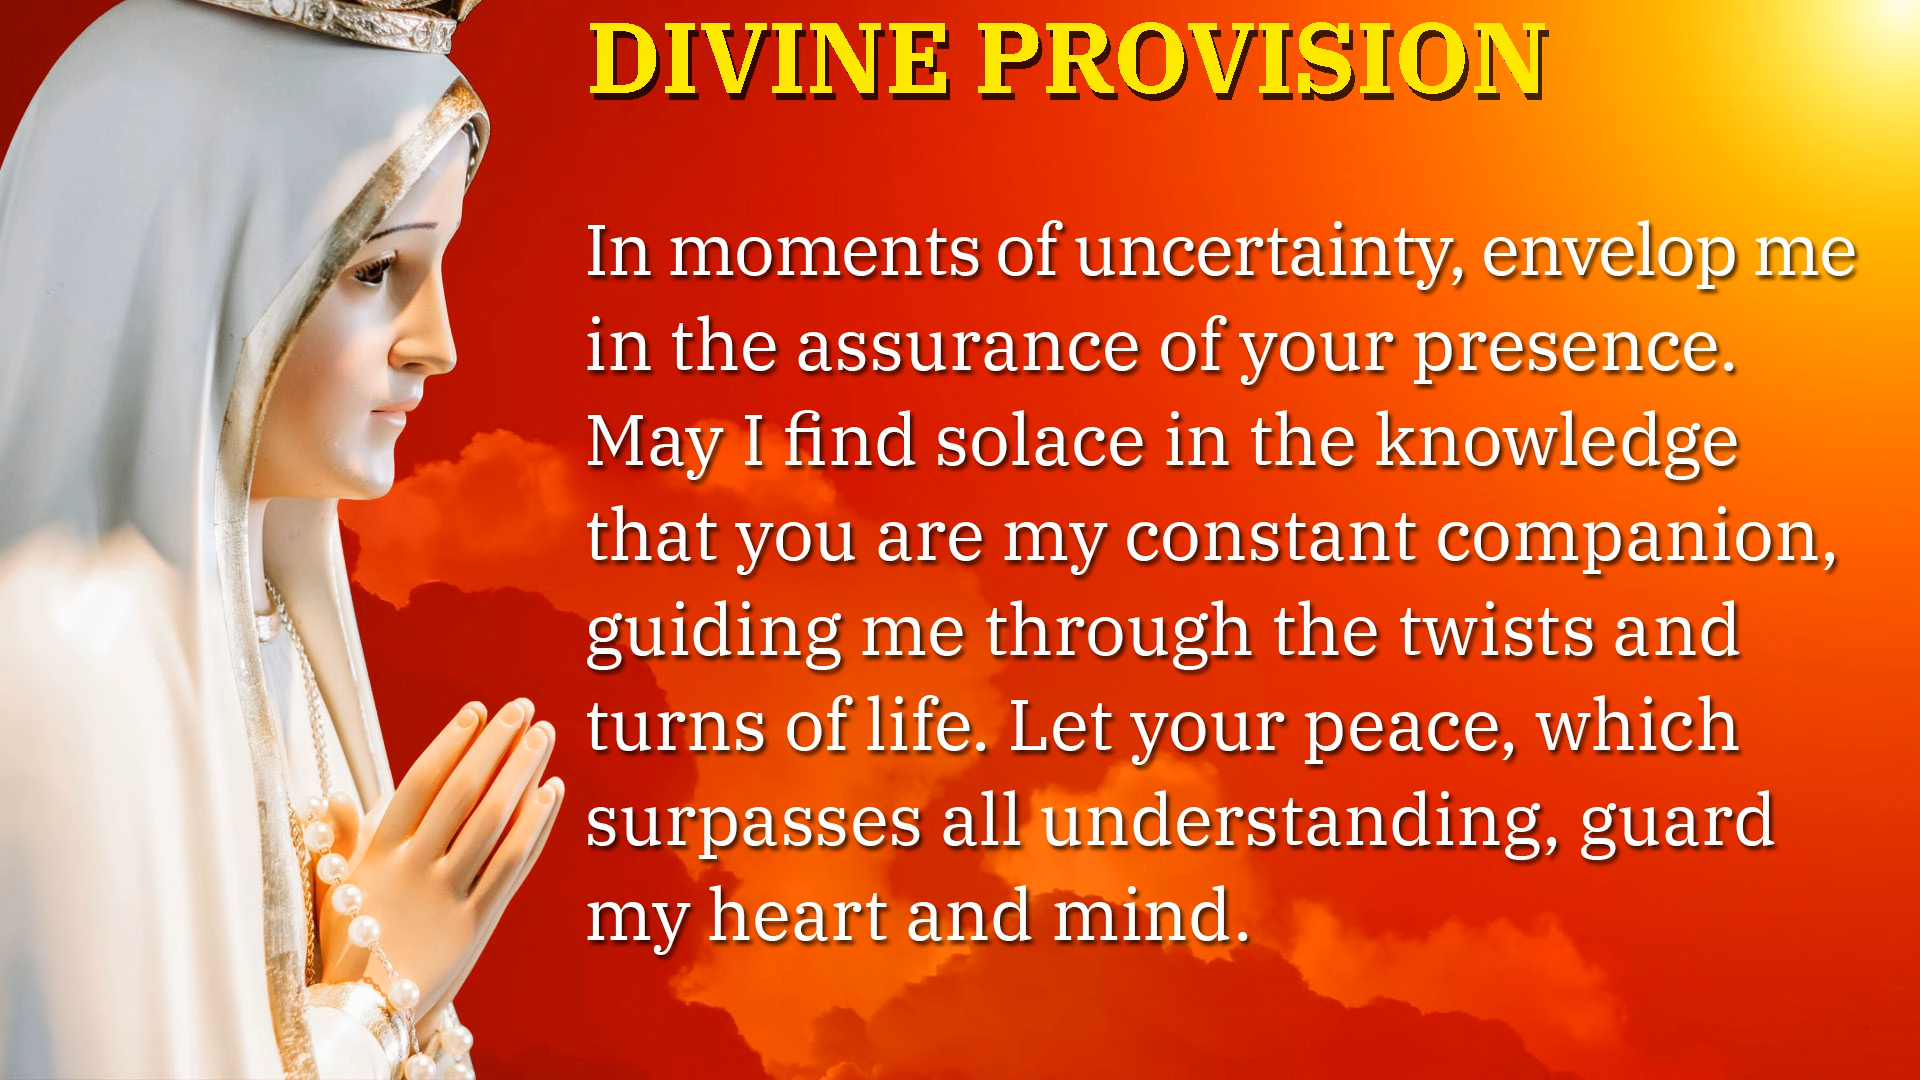 DIVINE PROVISION
In moments of uncertainty, envelop me
in the assurance of your presence.
May I find solace in the knowledge
that you are my constant companion,
guiding me through the twists and
turns of life. Let your peace, which
surpasses all understanding, guard
my heart and mind.